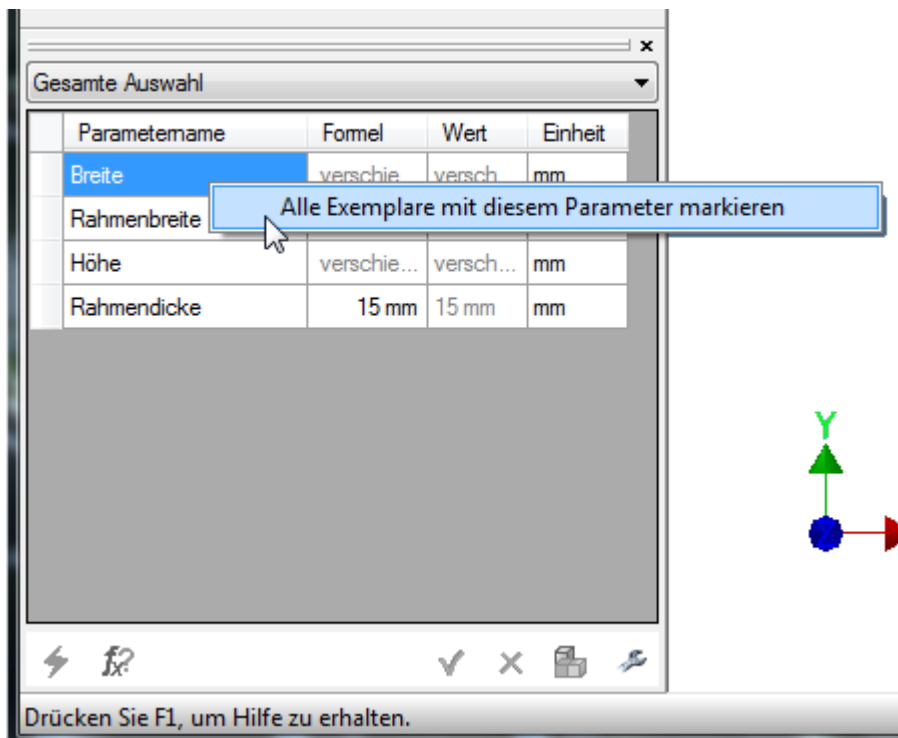 Gesamte Auswahl
Parametername Formel Wert Einheit
Breite verschie versch mm
Alle Exemplare mit diesem Parameter markieren
Rahmenbreite
Höhe verschie... versch... mm
Rahmendicke 15 mm 15 mm mm
Y
fx?
Drücken Sie F1, um Hilfe zu erhalten.